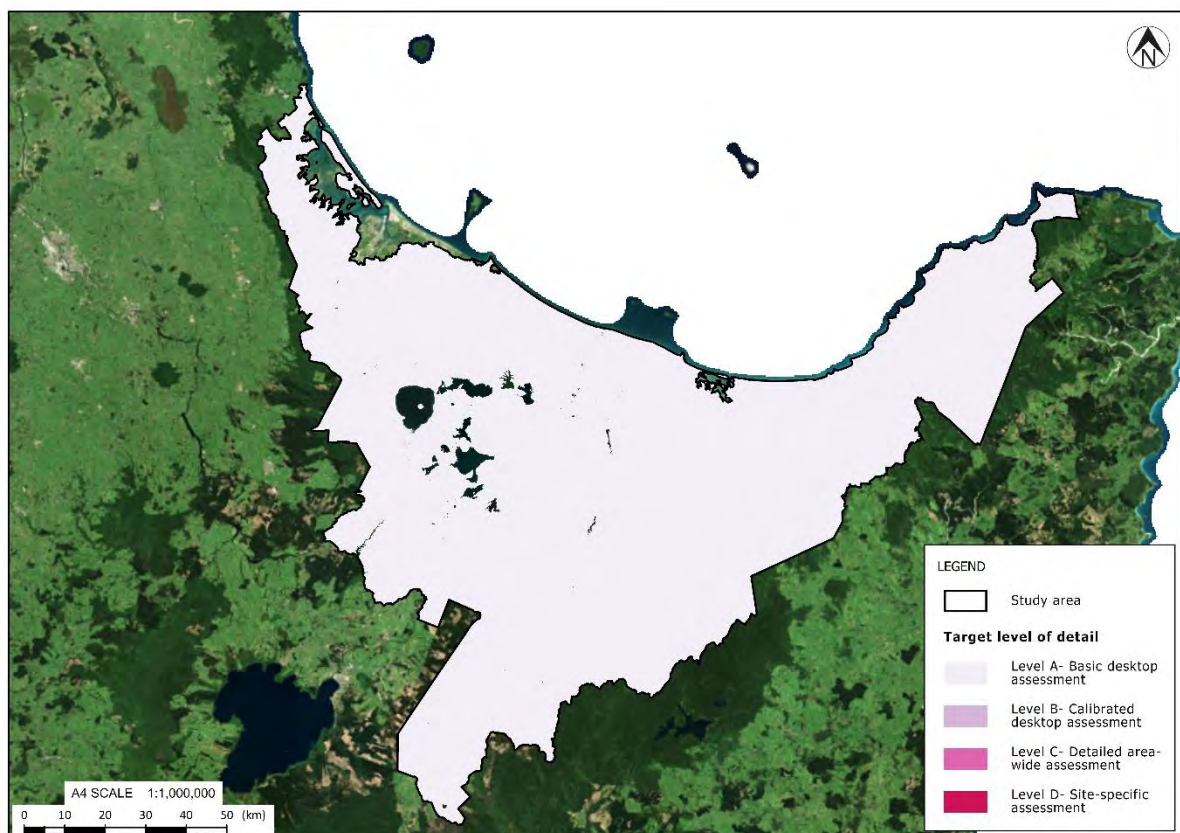 N
LEGEND
Study area
Target level of detail
Level A- Basic desktop
assessment
Level B- Calibrated
desktop assessment
Level C- Detailed area-
wide assessment
Level D- Site-specific
assessment
A4 SCALE 1:1,000,000
0 10 20 30 40 50 (km)